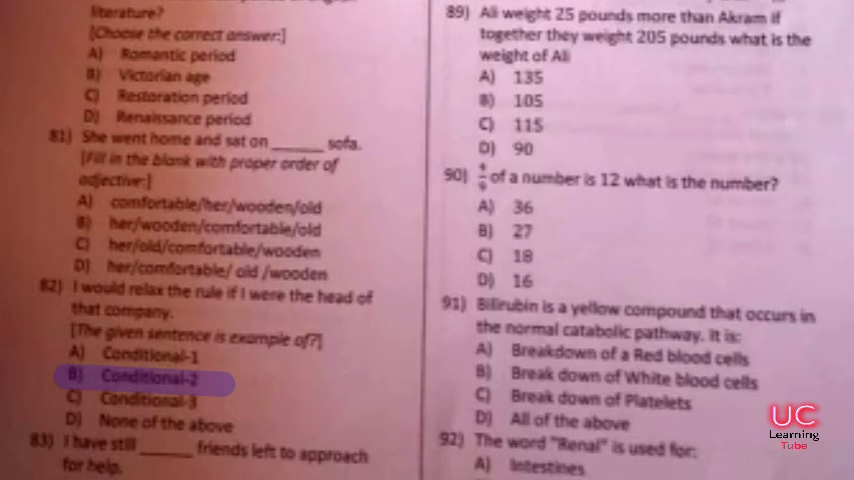 literature?
[Choose the correct answer:]
A) Romantic period
B) Victorian age
C) Restoration period
D) Renaissance period
81) She went home and sat on ______ sofa.
[Fill in the blank with proper order of
adjective:]
A) comfortable/her/wooden/old
B) her/wooden/comfortable/old
C) her/old/comfortable/wooden
D) her/comfortable/ old /wooden
82) I would relax the rule if I were the head of
that company.
[The given sentence is example of?]
A) Conditional-1
B) Conditional-2
C) Conditional-3
D) None of the above
83) I have still ______ friends left to approach
for help.
89) Ali weight 25 pounds more than Akram if
together they weight 205 pounds what is the
weight of Ali
A) 135
B) 105
C) 115
D) 90
90) 4/9 of a number is 12 what is the number?
A) 36
B) 27
C) 18
D) 16
91) Bilirubin is a yellow compound that occurs in
the normal catabolic pathway. It is:
A) Breakdown of a Red blood cells
B) Break down of White blood cells
C) Break down of Platelets
D) All of the above
92) The word "Renal" is used for:
A) Intestines
UC
Learning
Tube